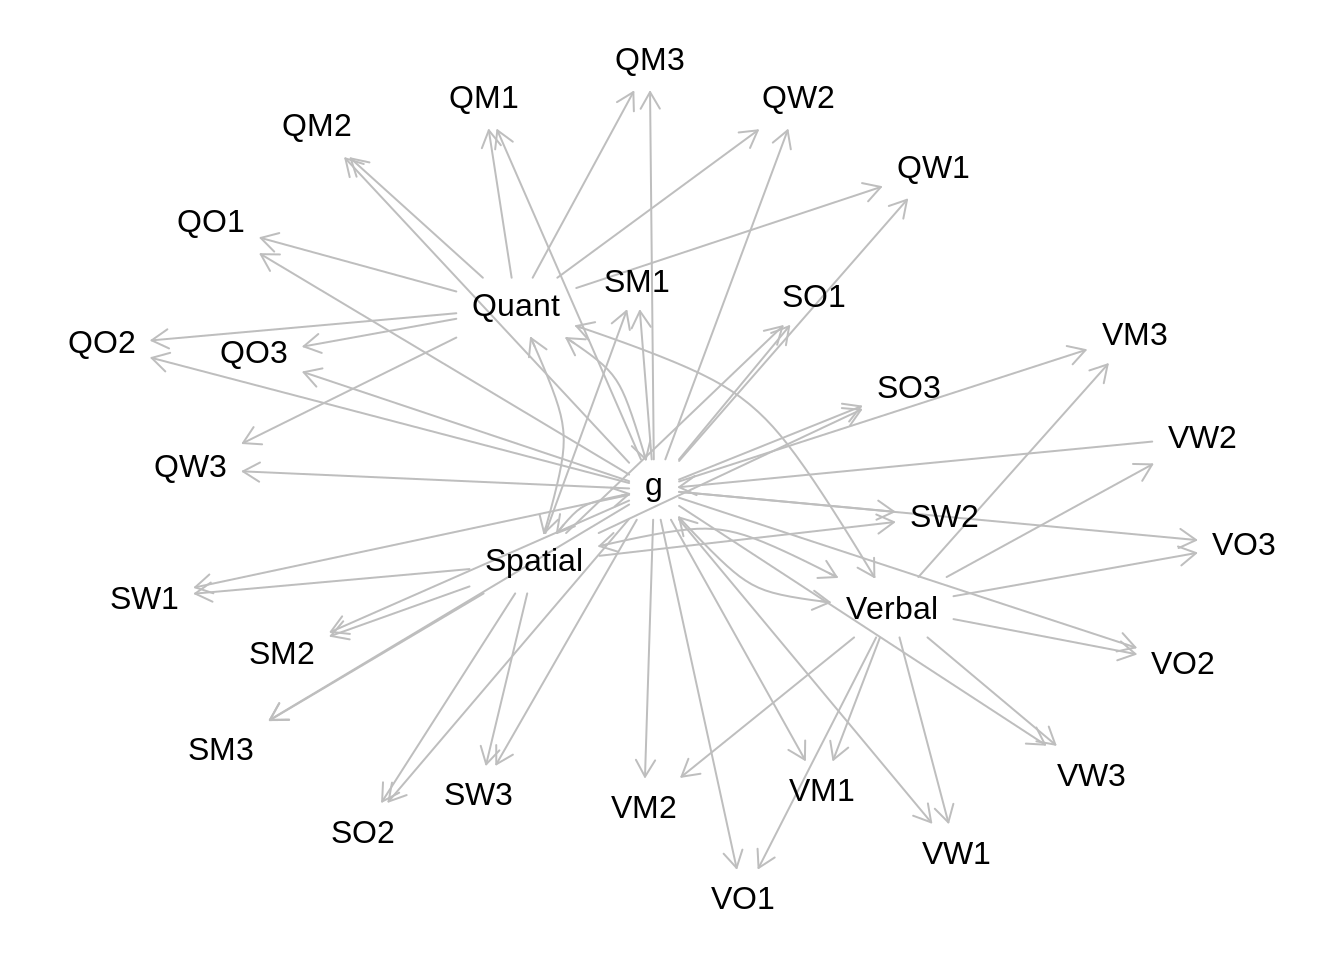 QM3
QM1
QW2
QM2
QW1
QO1
SM1
SO1
Quant
VM3
QO2
QO3
SO3
VW2
QW3
g
SW2
VO3
Spatial
SW1
Verbal
SM2
VO2
SM3
VW3
VM1
SW3
VM2
SO2
VW1
VO1